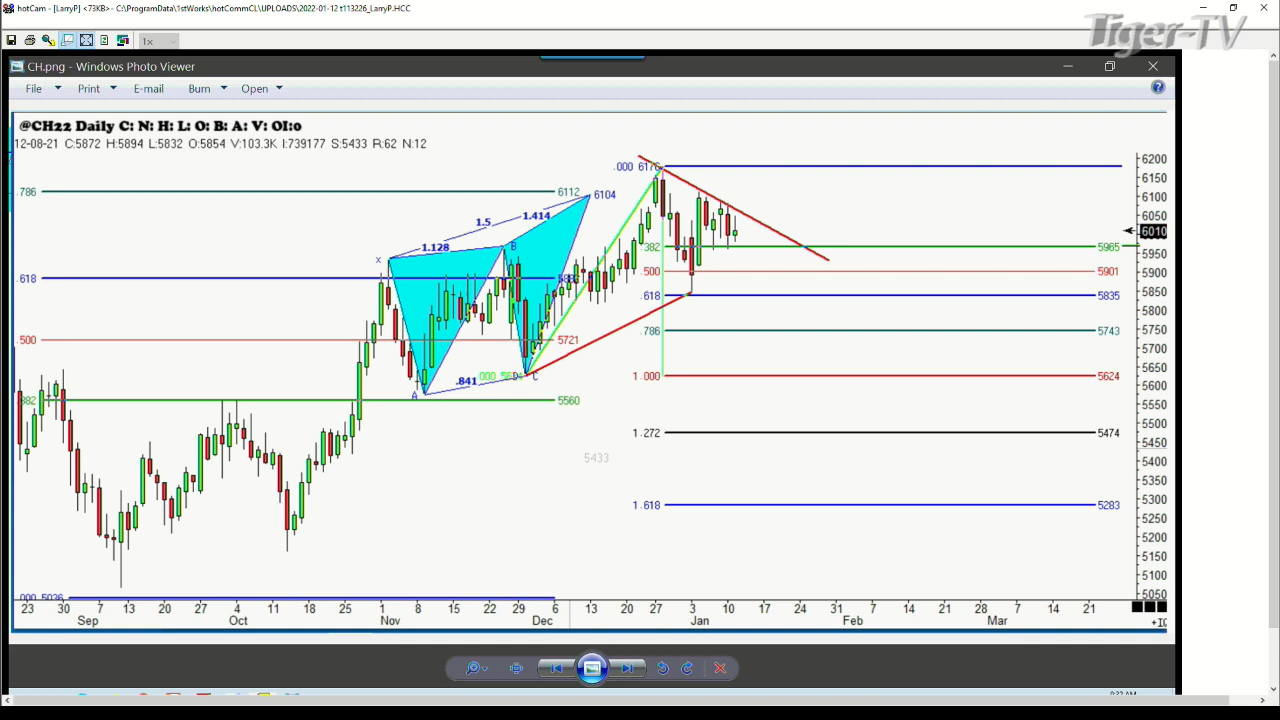 hotCam - [LarryP] <73KB>- C:\ProgramData\1stWorks\hotCommCL\UPLOADS\2022-01-12 t113226_LarryP.HCC
Tiger-TV
1x
CH.png - Windows Photo Viewer
File Print E-mail Burn Open
@CH22 Daily C: N: H: L: O: B: A: V: OI:0
12-08-21 C:5872 H:5894 L:5832 O:5854 V:103.3K I:739177 S:5433 R:62 N:12
.000 6176
6200
.786 6112 6104
6150
1.5 1.414
6100
1.128 B
6050
X
6010
.382 5965
5950
.618
.500 5901
5900
.618 5835
5850
5800
.500 5721
.786 5743
5750
5700
.841 D C
1.000 5624
5650
A
5600
.382 5560
5550
1.272 5474
5500
5433
5450
5400
5350
1.618 5283
5300
5250
5200
5150
5100
.000 5036
5050
23 30 7 13 20 27 4 11 18 25 1 8 15 22 29 6 13 20 27 3 10 17 24 31 7 14 21 28 7 14 21
Sep Oct Nov Dec Jan Feb Mar